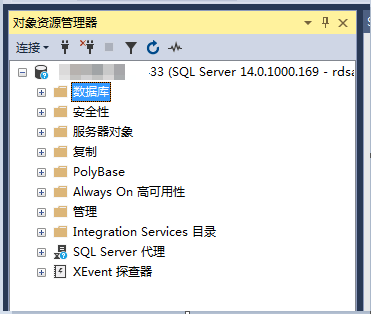 对象资源管理器
连接
33 (SQL Server 14.0.1000.169 - rdsa
数据库
安全性
服务器对象
复制
PolyBase
Always On 高可用性
管理
Integration Services 目录
SQL Server 代理
XEvent 探查器